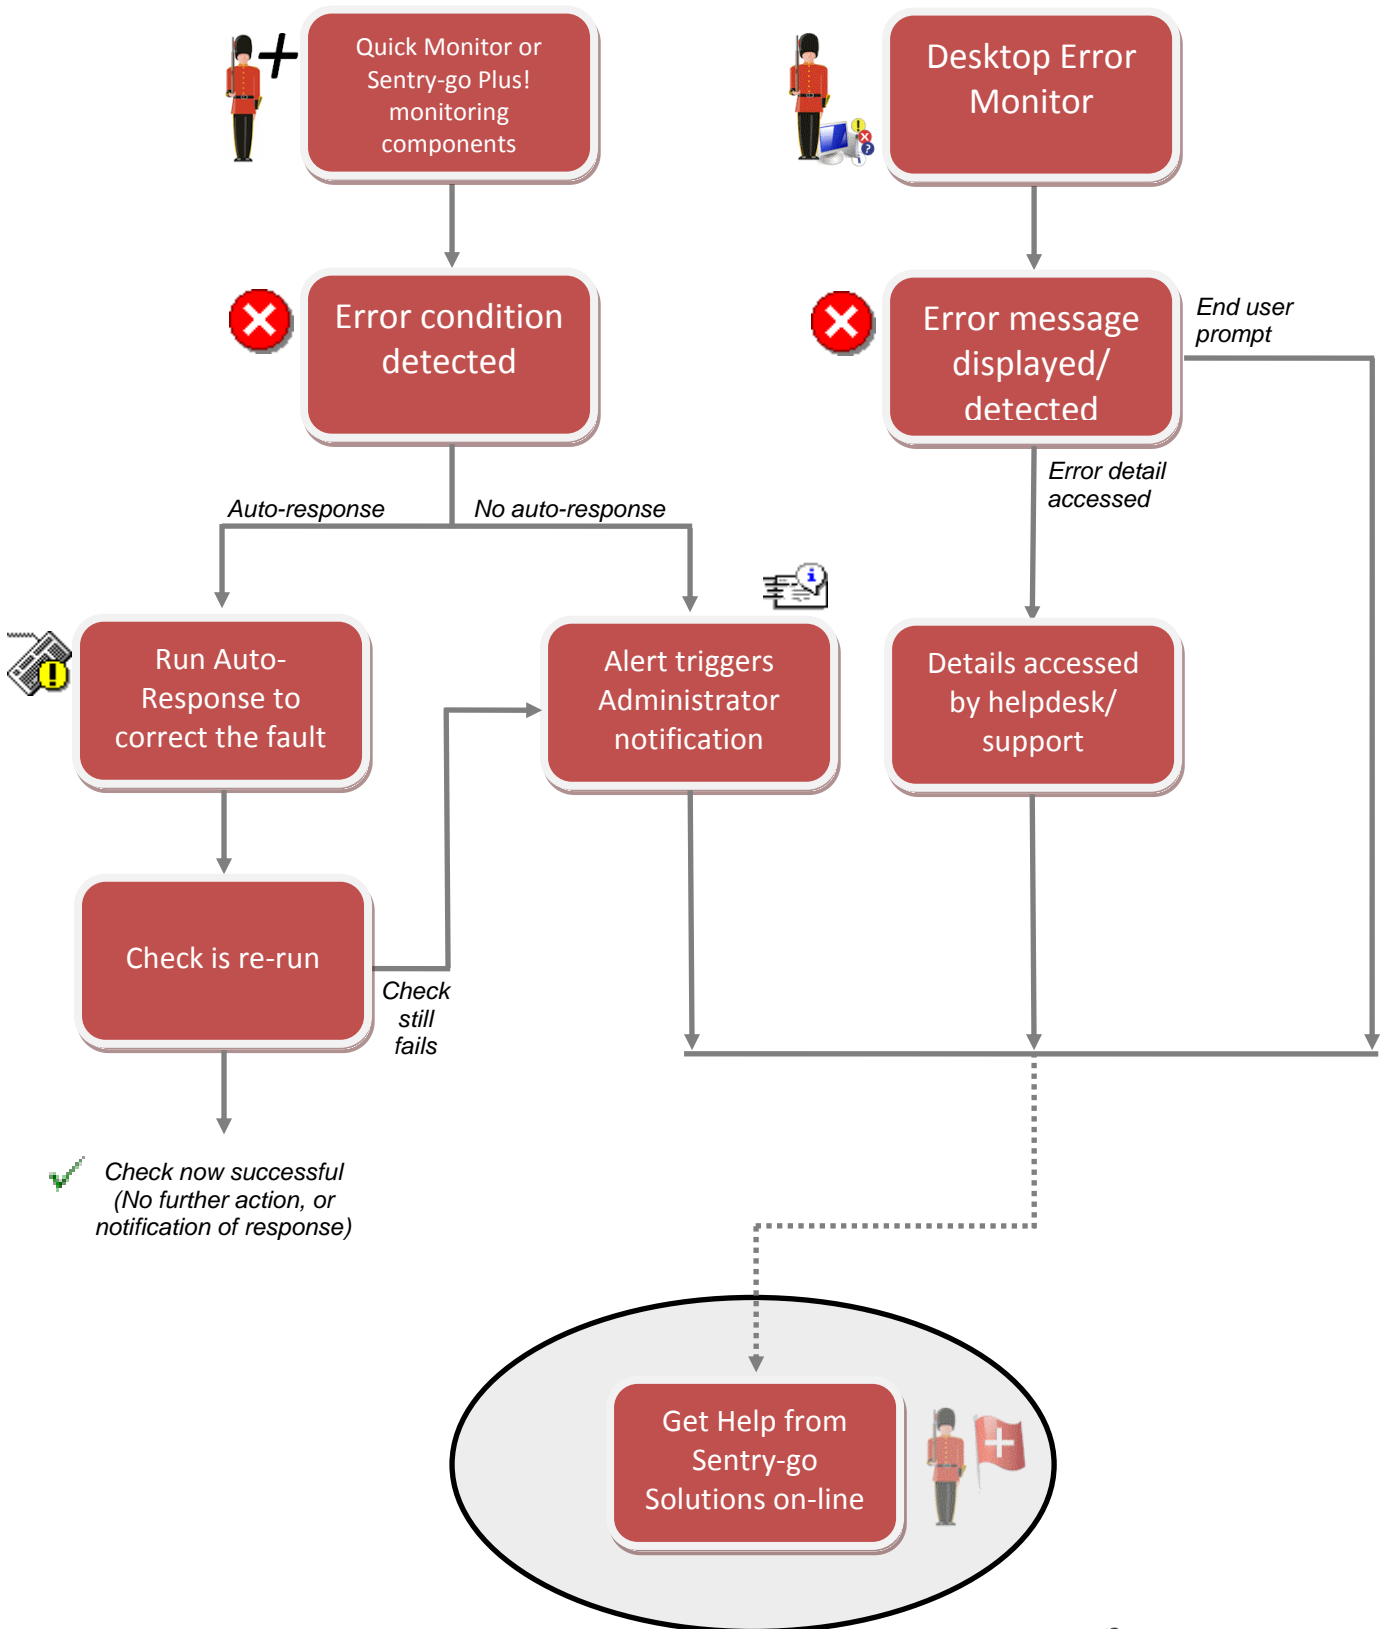 Quick Monitor or
Sentry-go Plus!
monitoring
components
Desktop Error
Monitor
Error condition
detected
Error message
displayed/
detected
End user
prompt
Auto-response
No auto-response
Error detail
accessed
Run Auto-
Response to
correct the fault
Alert triggers
Administrator
notification
Details accessed
by helpdesk/
support
Check is re-run
Check
still
fails
Check now successful
(No further action, or
notification of response)
Get Help from
Sentry-go
Solutions on-line